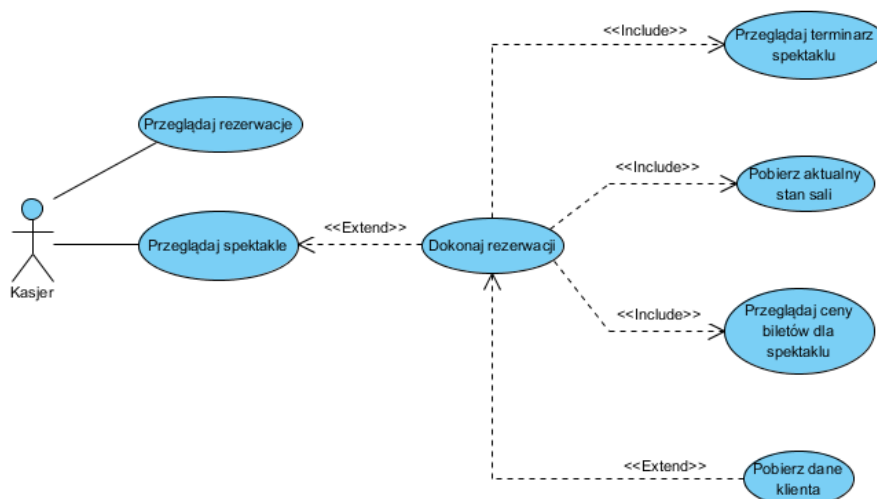 <<Include>>
Przeglądaj terminarz
spektaklu
Przeglądaj rezerwacje
<<Include>>
Pobierz aktualny
stan sali
Kasjer
Przeglądaj spektakle
<<Extend>>
Dokonaj rezerwacji
<<Include>>
Przeglądaj ceny
biletów dla
spektaklu
<<Extend>>
Pobierz dane
klienta